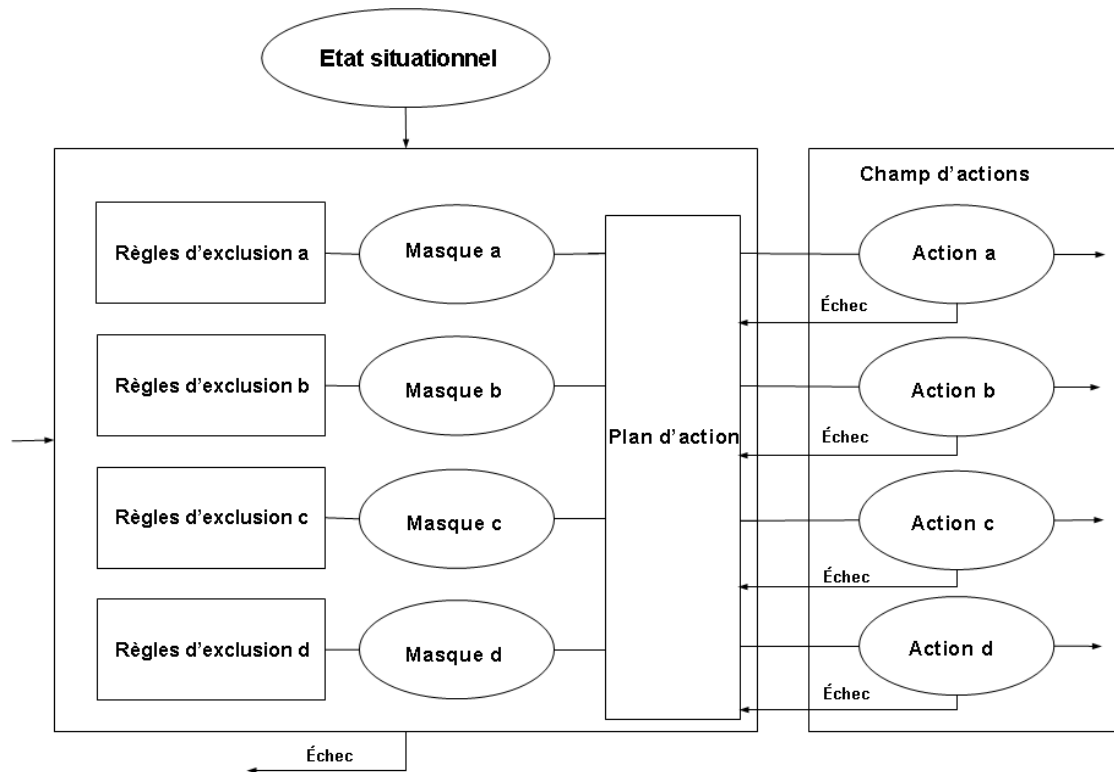 Etat situationnel
Champ d'actions
Règles d'exclusion a
Masque a
Action a
Échec
Règles d'exclusion b
Masque b
Action b
Plan d'action
Échec
Règles d'exclusion c
Masque c
Action c
Échec
Règles d'exclusion d
Masque d
Action d
Échec
Échec